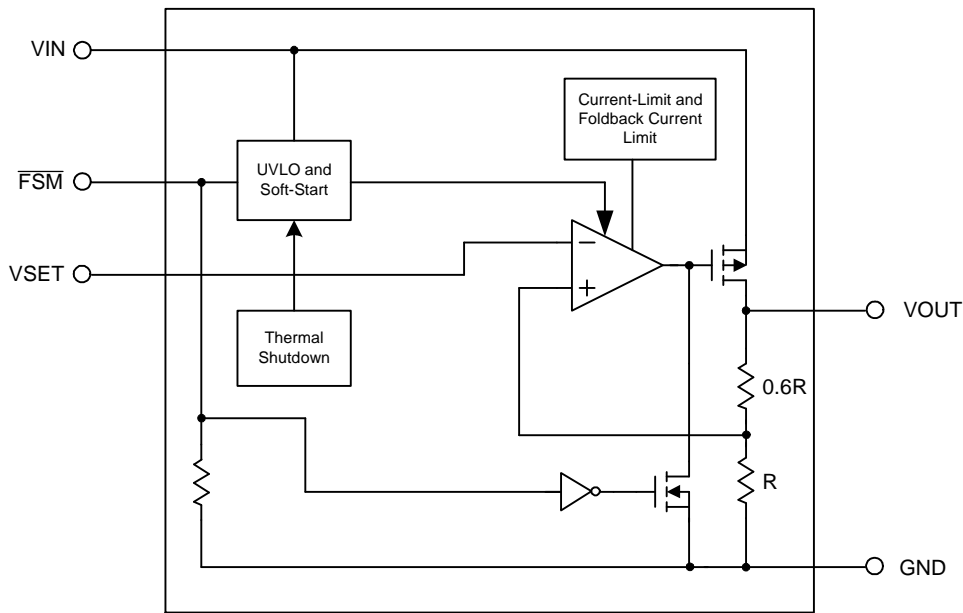 VIN
Current-Limit and
Foldback Current
Limit
FSM
UVLO and
Soft-Start
VSET
−
+
VOUT
Thermal
Shutdown
0.6R
R
GND